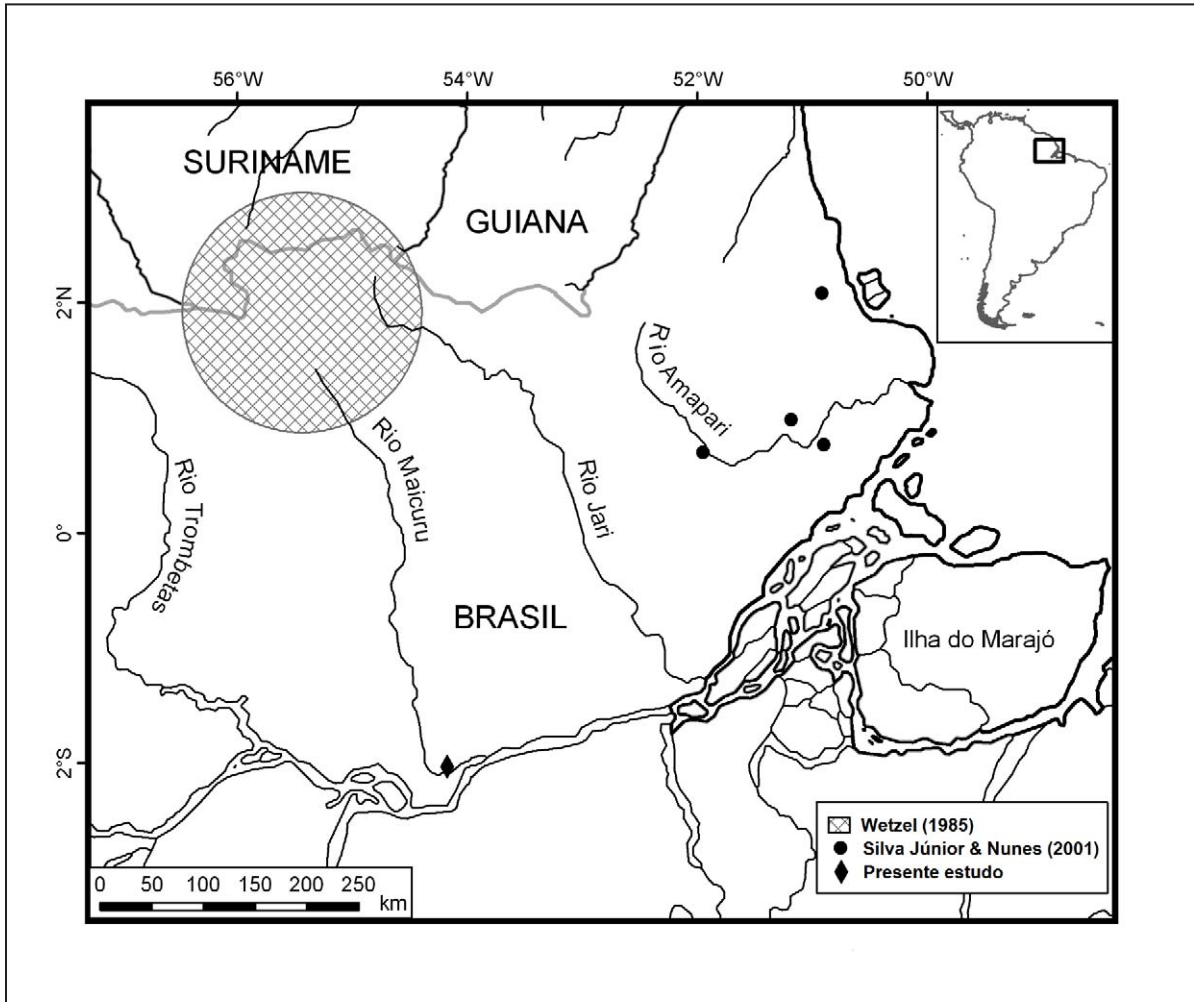 56°W 54°W 52°W 50°W
SURINAME
GUIANA
2°N
Rio Amapari
Rio Maicuru
Rio Jari
Rio Trombetas
0°
BRASIL
Ilha do Marajó
2°S
Wetzel (1985)
Silva Júnior & Nunes (2001)
Presente estudo
0 50 100 150 200 250
km